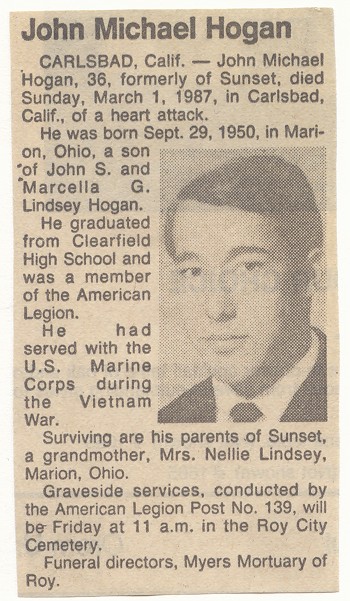 John Michael Hogan
CARLSBAD, Calif. — John Michael
Hogan, 36, formerly of Sunset, died
Sunday, March 1, 1987, in Carlsbad,
Calif., of a heart attack.
He was born Sept. 29, 1950, in Mari-
on, Ohio, a son
of John S. and
Marcella G.
Lindsey Hogan.
He graduated
from Clearfield
High School and
was a member
of the American
Legion.
He had
served with the
U.S. Marine
Corps during
the Vietnam
War.
Surviving are his parents of Sunset,
a grandmother, Mrs. Nellie Lindsey,
Marion, Ohio.
Graveside services, conducted by
the American Legion Post No. 139, will
be Friday at 11 a.m. in the Roy City
Cemetery.
Funeral directors, Myers Mortuary of
Roy.